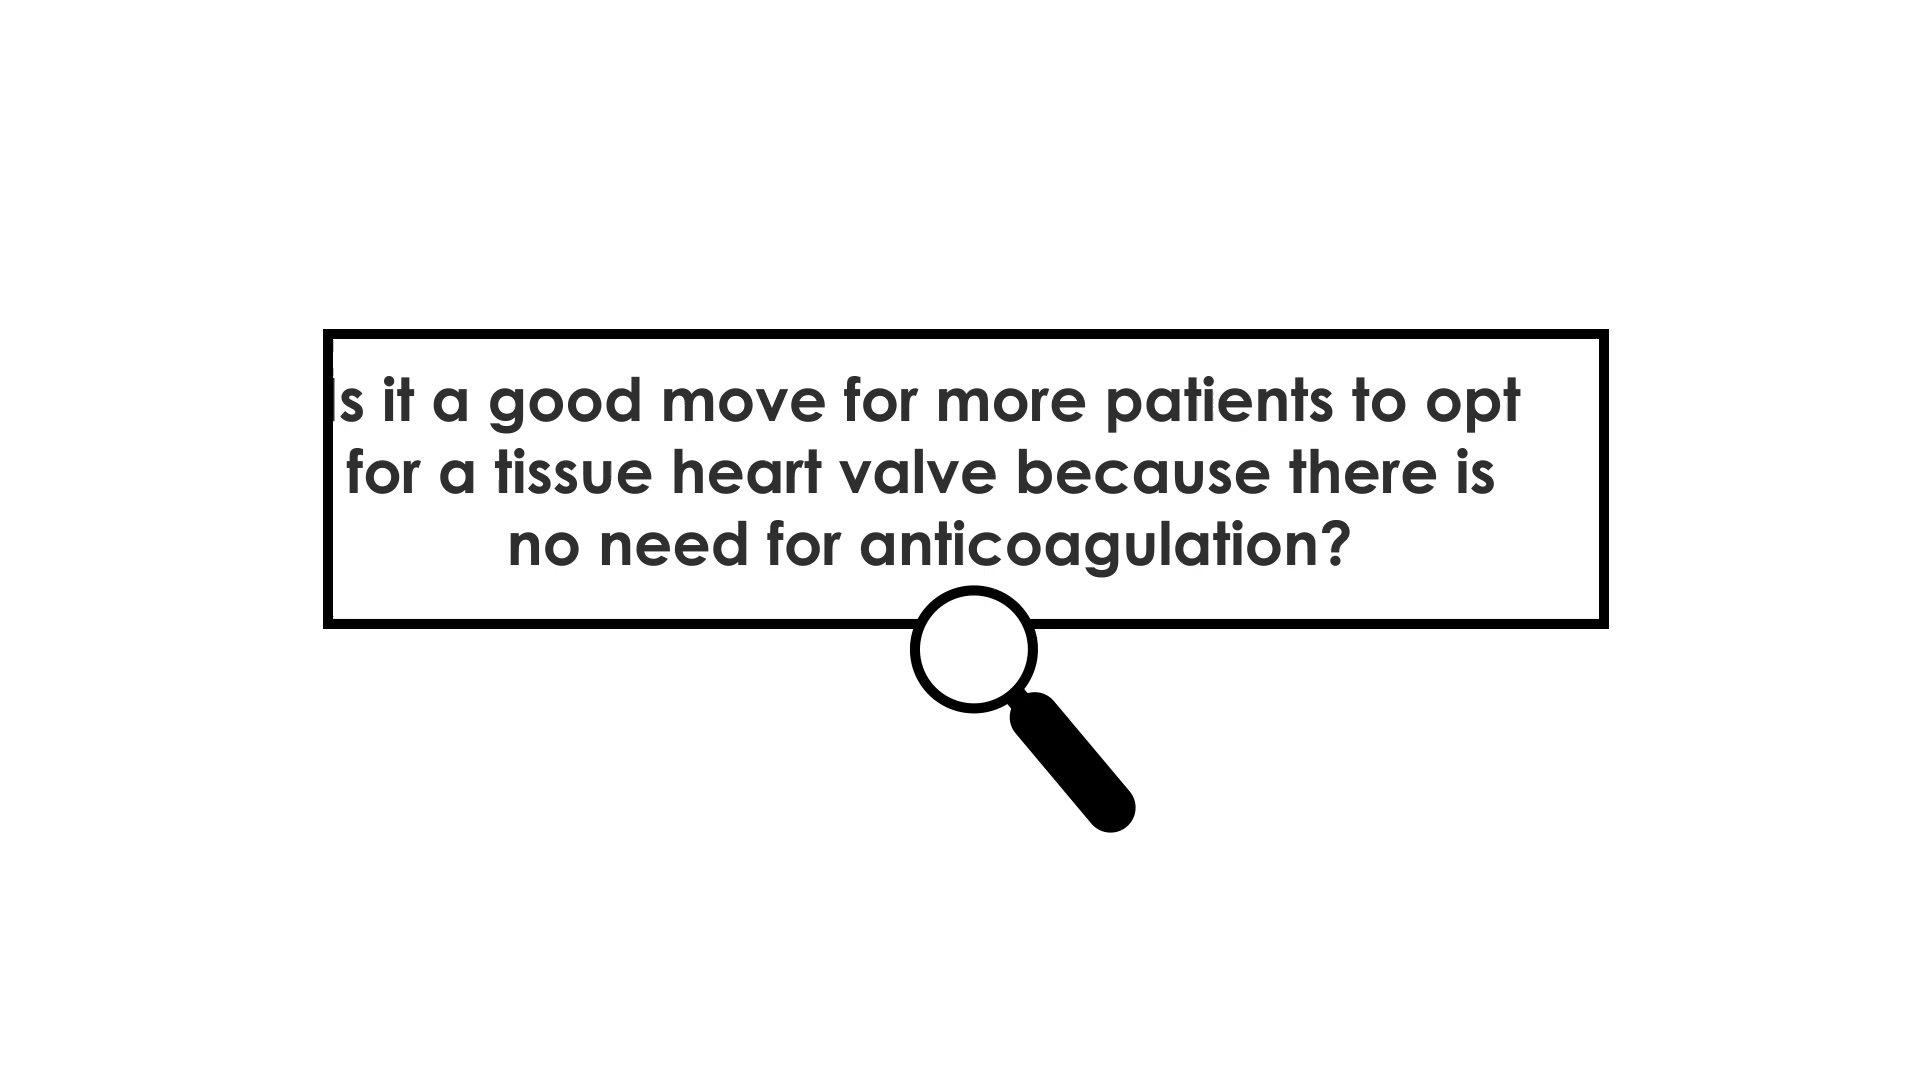 Is it a good move for more patients to opt
for a tissue heart valve because there is
no need for anticoagulation?